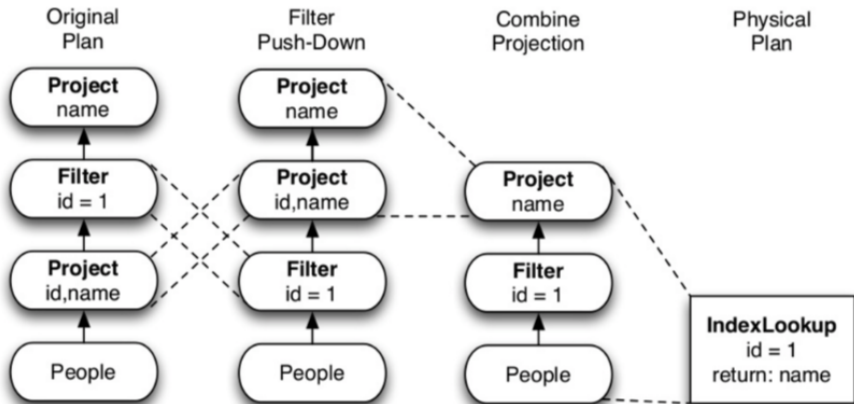 Original
Plan
Filter
Push-Down
Combine
Projection
Physical
Plan
Project
name
Filter
id = 1
Project
id,name
People
Project
name
Project
id,name
Filter
id = 1
People
Project
name
Filter
id = 1
People
IndexLookup
id = 1
return: name